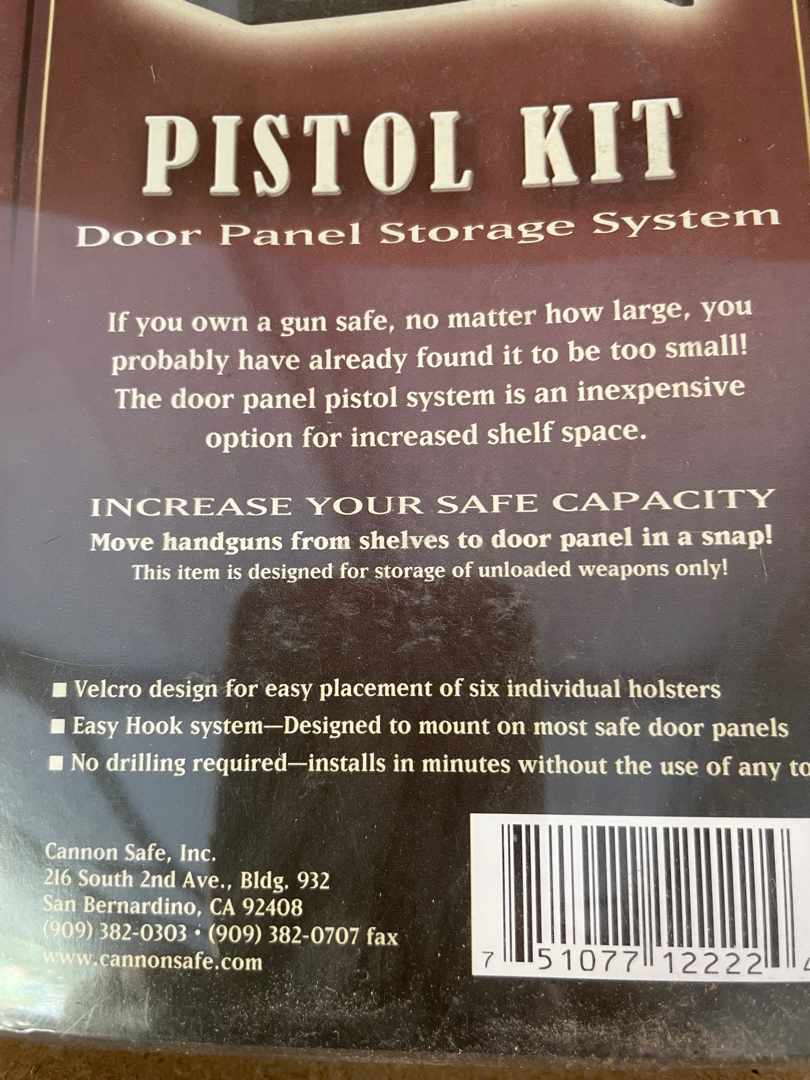 PISTOL KIT
Door Panel Storage System
If you own a gun safe, no matter how large, you
probably have already found it to be too small!
The door panel pistol system is an inexpensive
option for increased shelf space.
INCREASE YOUR SAFE CAPACITY
Move handguns from shelves to door panel in a snap!
This item is designed for storage of unloaded weapons only!
■ Velcro design for easy placement of six individual holsters
■ Easy Hook system—Designed to mount on most safe door panels
■ No drilling required—installs in minutes without the use of any to
Cannon Safe, Inc.
216 South 2nd Ave., Bldg. 932
San Bernardino, CA 92408
(909) 382-0303 • (909) 382-0707 fax
www.cannonsafe.com
7 51077 12222 4